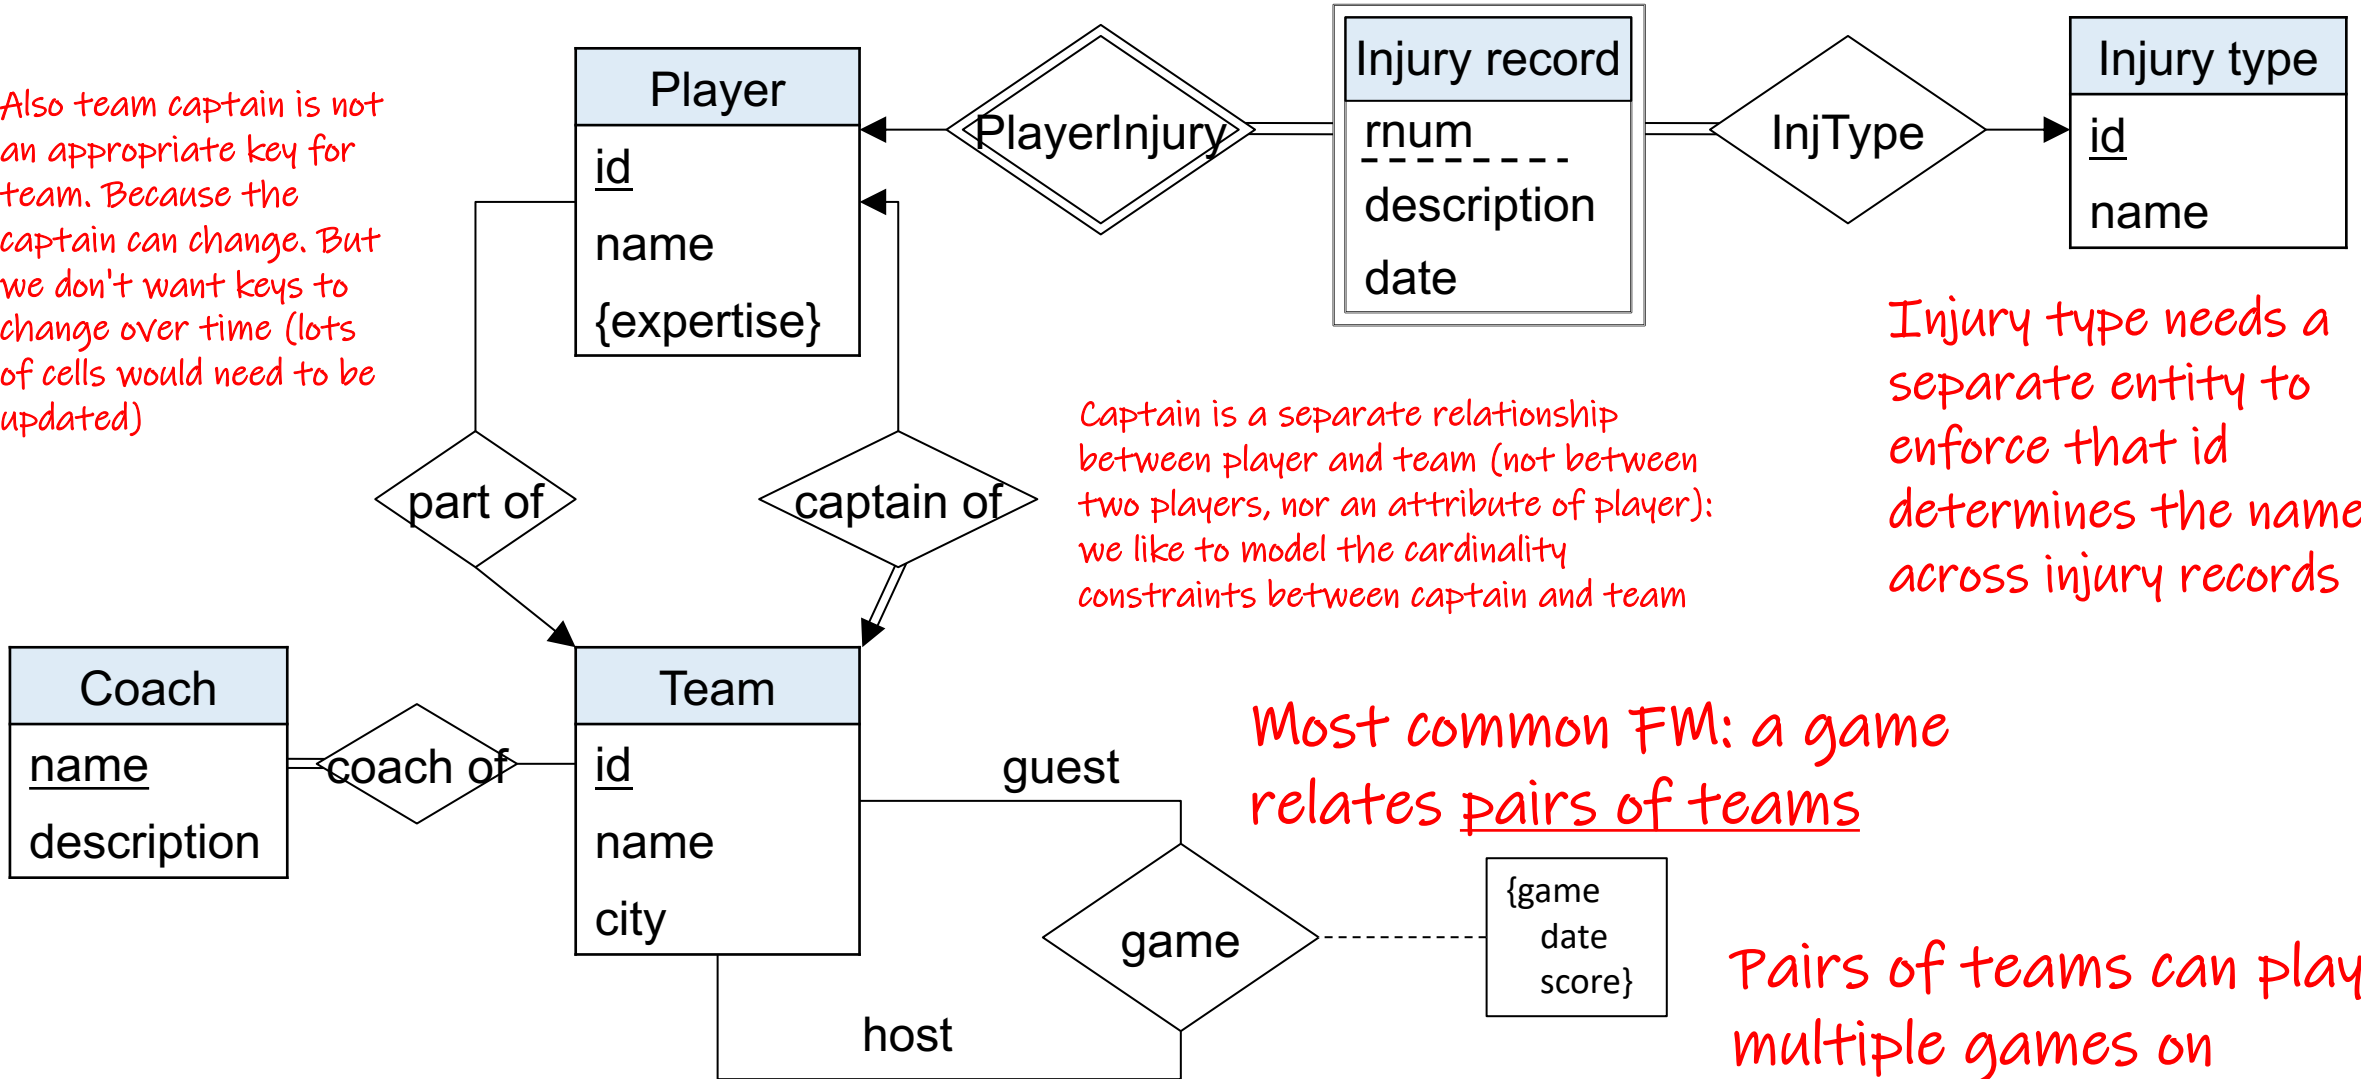 Also team captain is not
an appropriate key for
team. Because the
captain can change. But
we don't want keys to
change over time (lots
of cells would need to be
updated)
Player
id
name
{expertise}
PlayerInjury
Injury record
rnum
description
date
InjType
Injury type
id
name
Injury type needs a
separate entity to
enforce that id
determines the name
across injury records
part of
captain of
Captain is a separate relationship
between player and team (not between
two players, nor an attribute of player):
we like to model the cardinality
constraints between captain and team
Coach
name
description
coach of
Team
id
name
city
guest
host
game
Most common FM: a game
relates pairs of teams
{game
date
score}
Pairs of teams can play
multiple games on